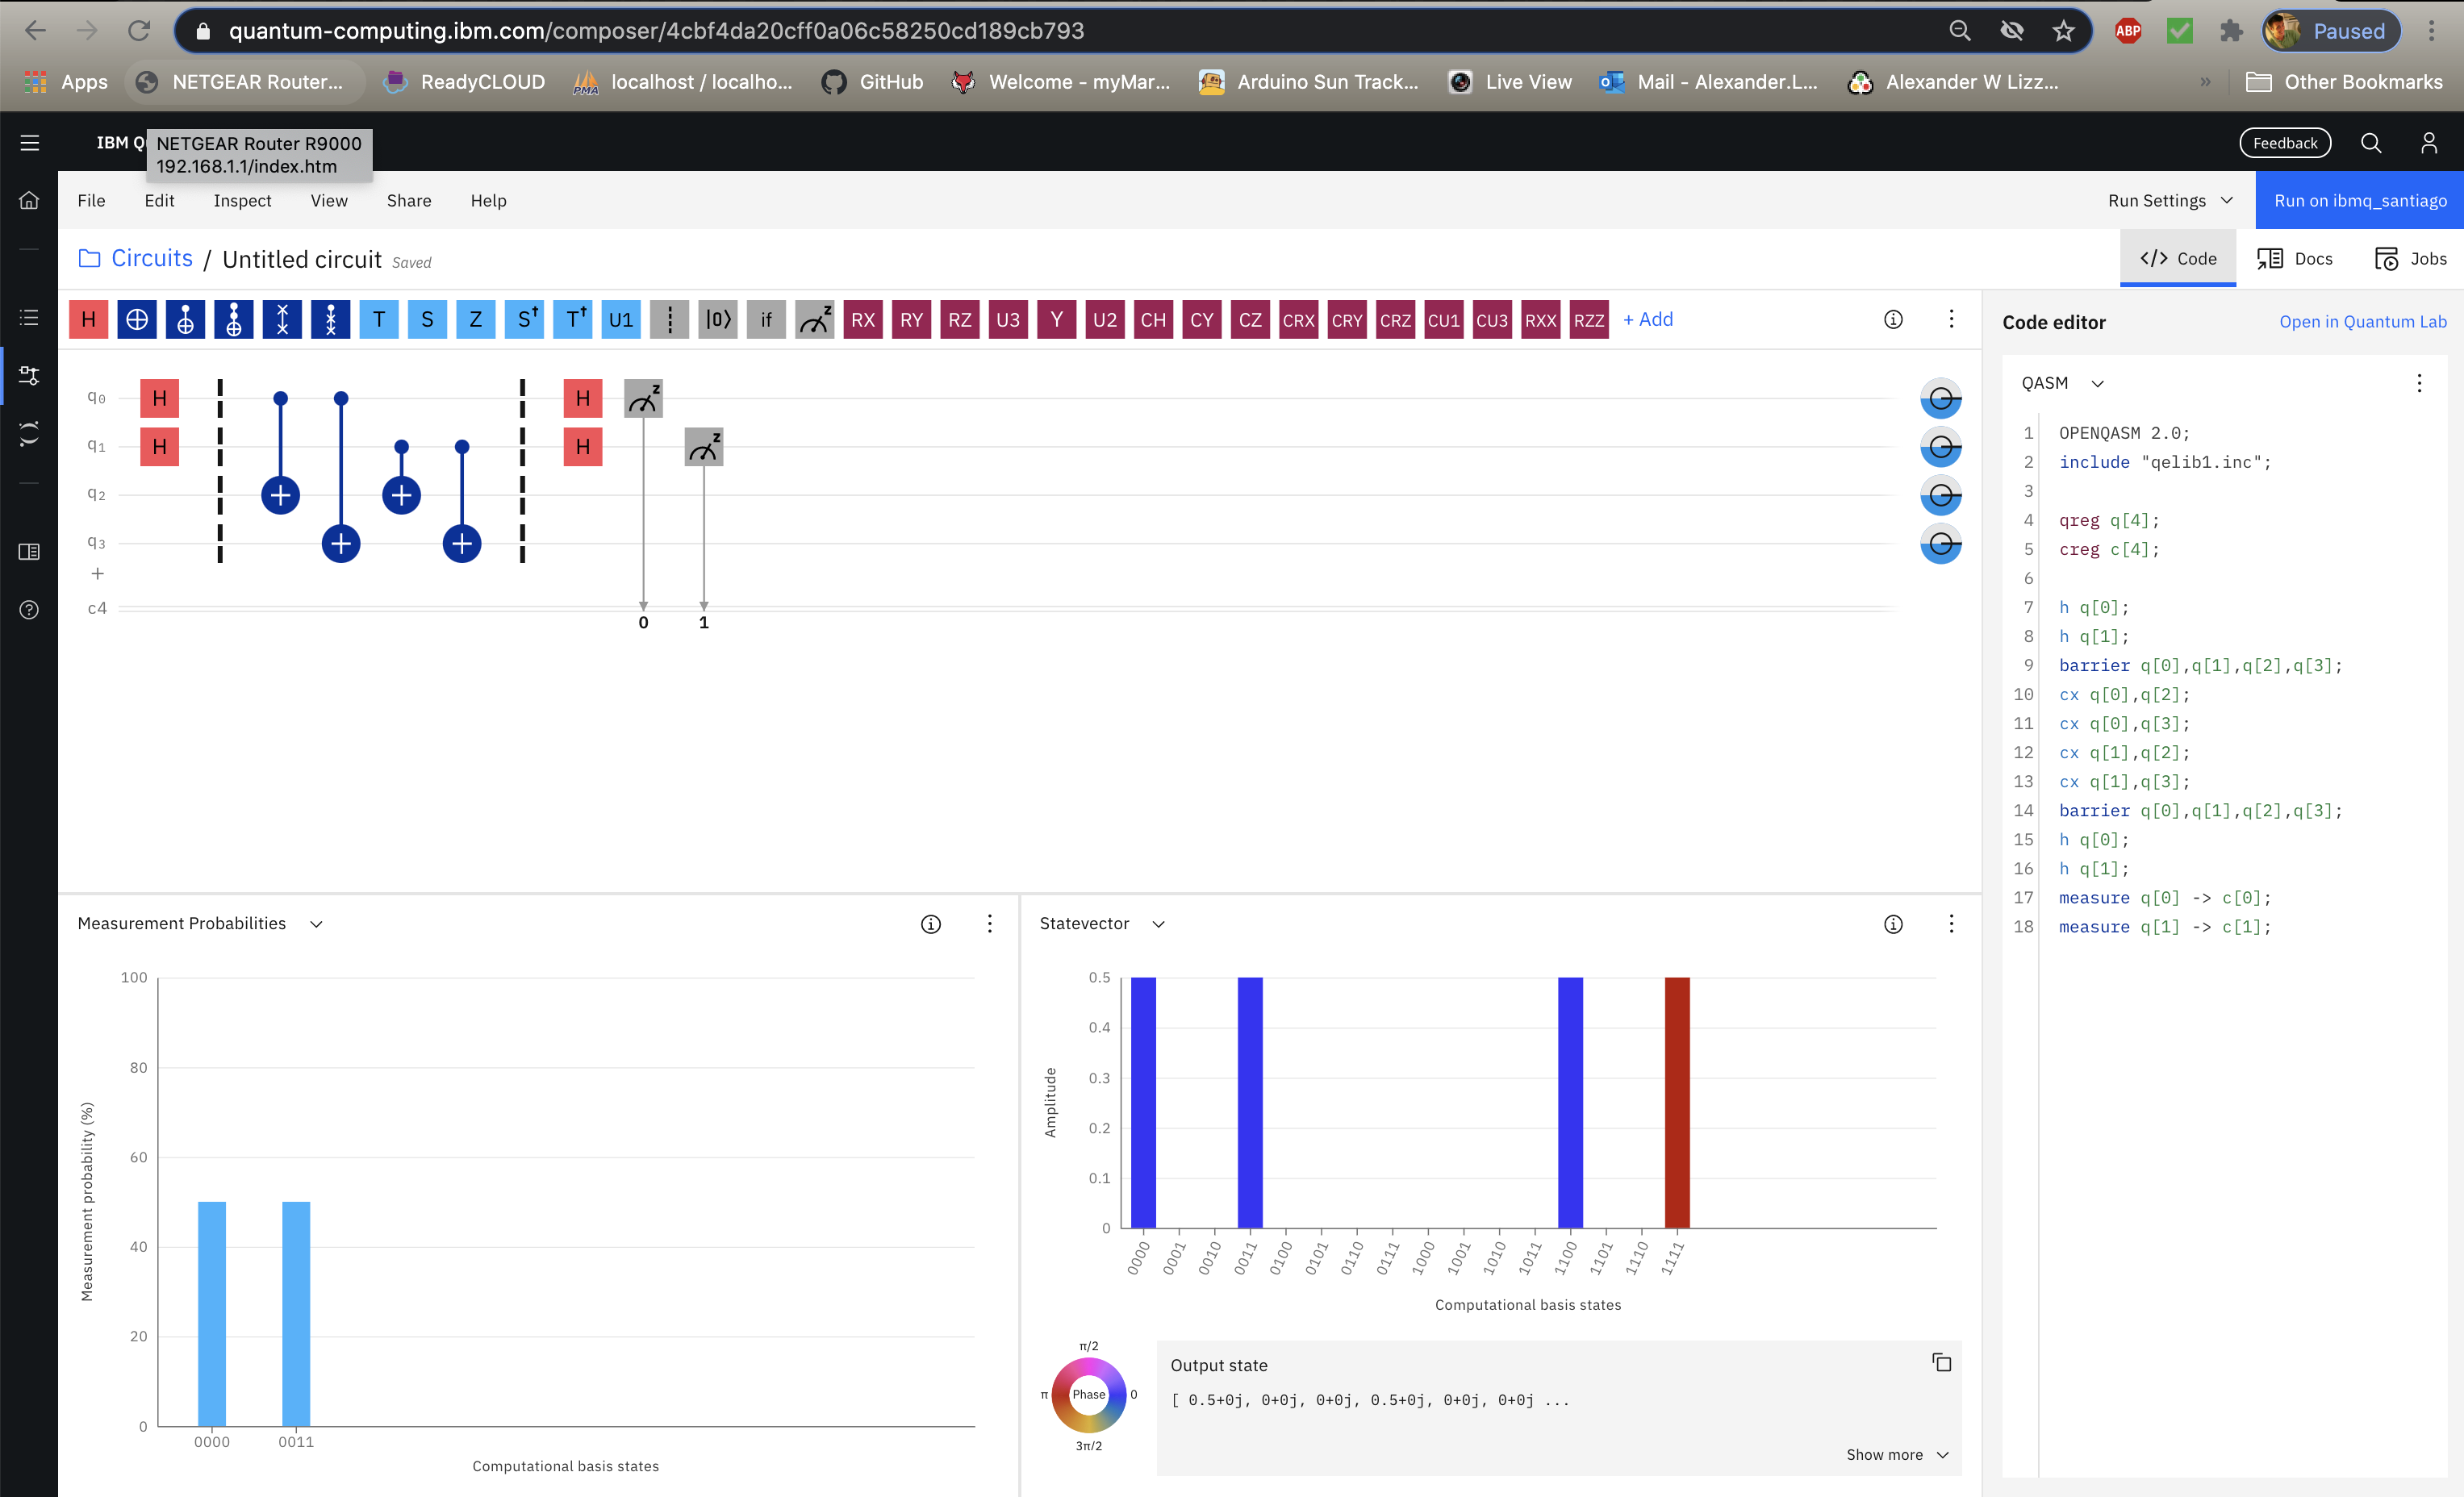 quantum-computing.ibm.com/composer/4cbf4da20cff0a06c58250cd189cb793
ABP
Paused
Apps
NETGEAR Router...
ReadyCLOUD
PMA
localhost / localho...
GitHub
Welcome - myMar...
Arduino Sun Track...
Live View
Mail - Alexander.L...
Alexander W Lizz...
»
Other Bookmarks
IBM Q
NETGEAR Router R9000
192.168.1.1/index.htm
Feedback
File Edit Inspect View Share Help
Run Settings
Run on ibmq_santiago
Circuits / Untitled circuit Saved
</> Code
Docs
Jobs
H T S Z S† T† U1 |0⟩ if z RX RY RZ U3 Y U2 CH CY CZ CRX CRY CRZ CU1 CU3 RXX RZZ + Add
q0 H H z
q1 H H z
q2
q3
+
c4
0 1
Code editor
Open in Quantum Lab
QASM
1 OPENQASM 2.0;
2 include "qelib1.inc";
3
4 qreg q[4];
5 creg c[4];
6
7 h q[0];
8 h q[1];
9 barrier q[0],q[1],q[2],q[3];
10 cx q[0],q[2];
11 cx q[0],q[3];
12 cx q[1],q[2];
13 cx q[1],q[3];
14 barrier q[0],q[1],q[2],q[3];
15 h q[0];
16 h q[1];
17 measure q[0] -> c[0];
18 measure q[1] -> c[1];
Measurement Probabilities
100
80
60
40
20
0
Measurement probability (%)
0000 0011
Computational basis states
Statevector
0.5
0.4
0.3
0.2
0.1
0
Amplitude
0000 0001 0010 0011 0100 0101 0110 0111 1000 1001 1010 1011 1100 1101 1110 1111
Computational basis states
π/2
π Phase 0
3π/2
Output state
[ 0.5+0j, 0+0j, 0+0j, 0.5+0j, 0+0j, 0+0j ...
Show more